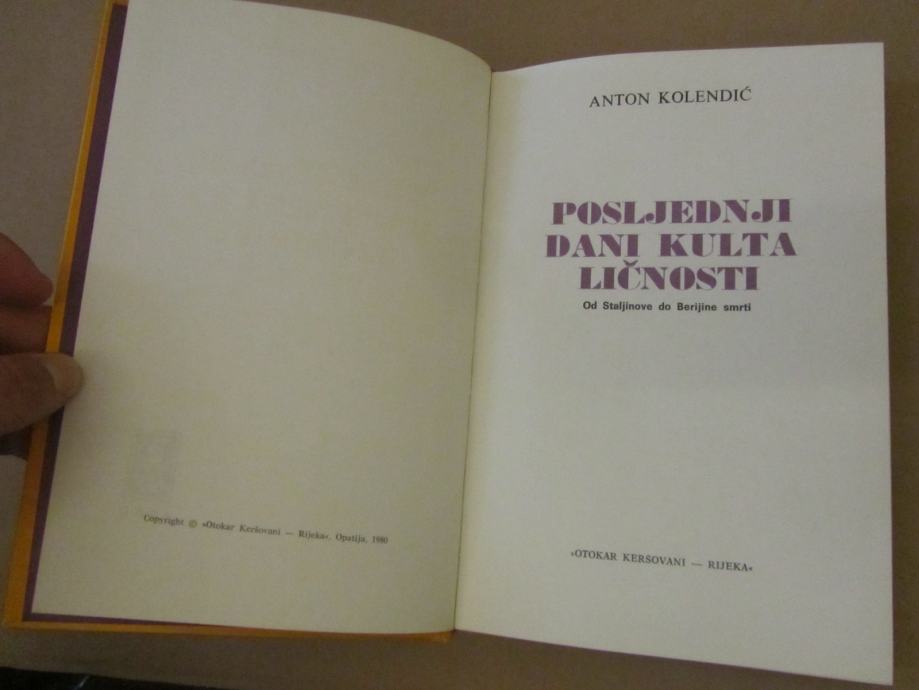 Copyright © »Otokar Keršovani — Rijeka«, Opatija, 1980
ANTON KOLENDIĆ
POSLJEDNJI
DANI KULTA
LIČNOSTI
Od Staljinove do Berijine smrti
»OTOKAR KERŠOVANI — RIJEKA«